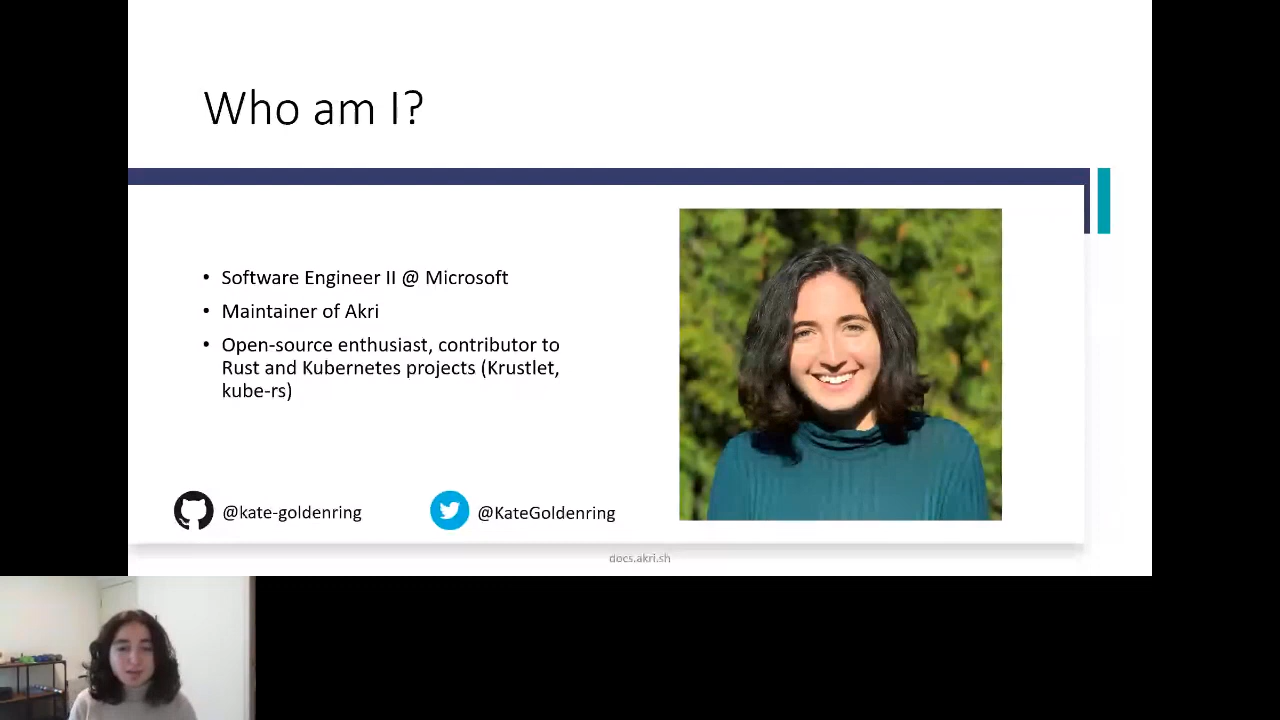 Who am I?
• Software Engineer II @ Microsoft
• Maintainer of Akri
• Open-source enthusiast, contributor to
Rust and Kubernetes projects (Krustlet,
kube-rs)
@kate-goldenring
@KateGoldenring
docs.akri.sh